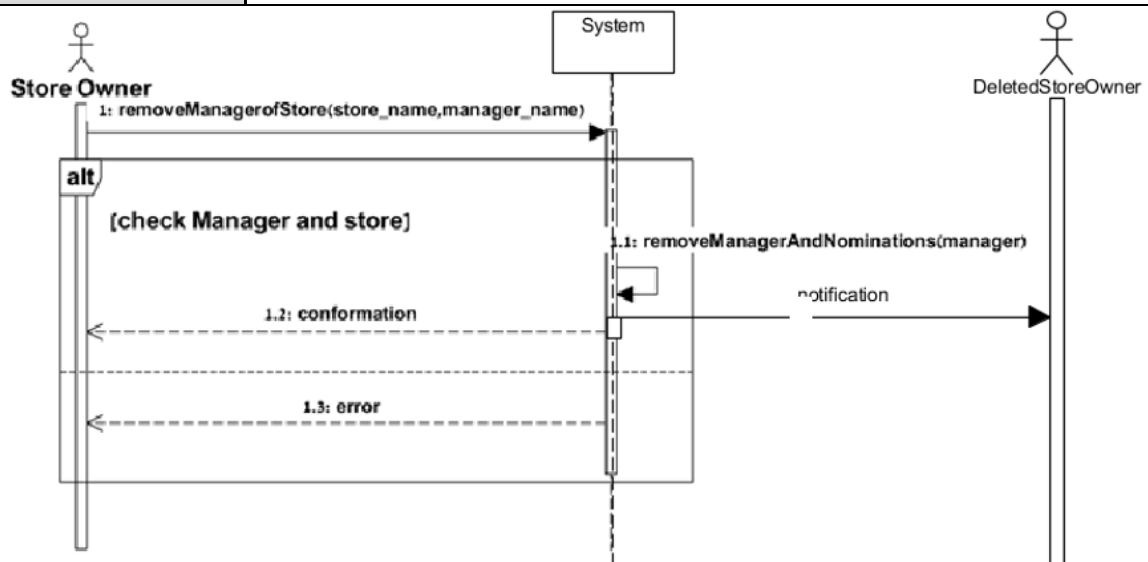 System
Store Owner
DeletedStoreOwner
1: removeManagerofStore(store_name,manager_name)
alt
[check Manager and store]
1.1: removeManagerAndNominations(manager)
notification
1.2: conformation
1.3: error